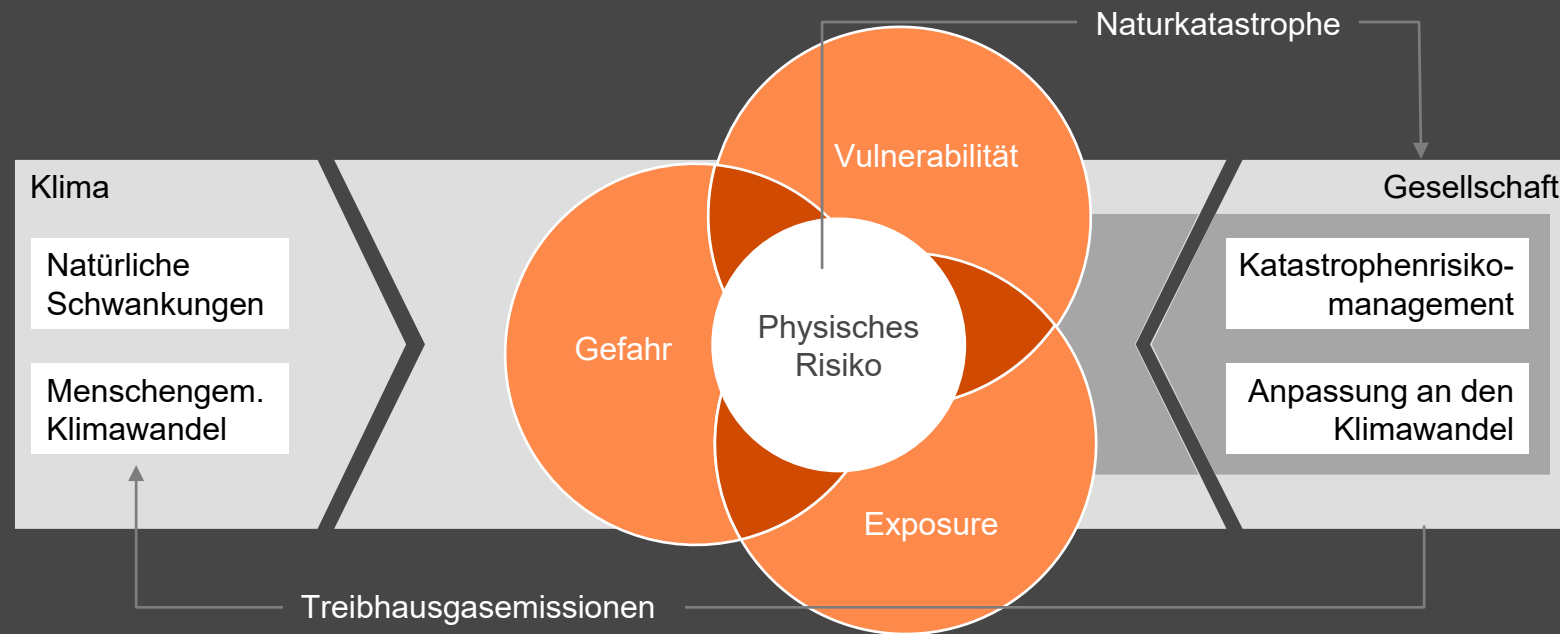 Naturkatastrophe
Klima
Natürliche
Schwankungen
Menschengem.
Klimawandel
Vulnerabilität
Gefahr
Physisches
Risiko
Exposure
Gesellschaft
Katastrophenrisiko-
management
Anpassung an den
Klimawandel
Treibhausgasemissionen